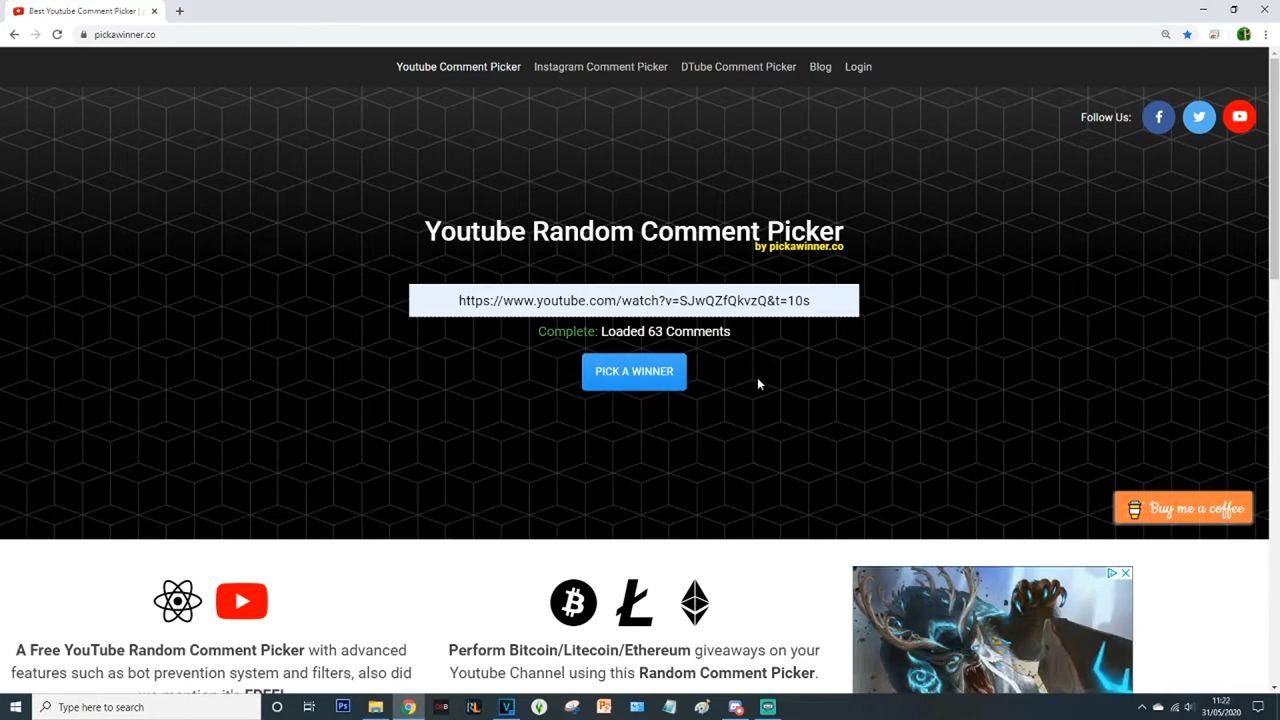 Best Youtube Comment Picker |
pickawinner.co
Youtube Comment Picker Instagram Comment Picker DTube Comment Picker Blog Login
Follow Us:
Youtube Random Comment Picker
by pickawinner.co
https://www.youtube.com/watch?v=SJwQZfQkvzQ&t=10s
Complete: Loaded 63 Comments
PICK A WINNER
Buy me a coffee
A Free YouTube Random Comment Picker with advanced
features such as bot prevention system and filters, also did
we mention it's FREE!
Perform Bitcoin/Litecoin/Ethereum giveaways on your
Youtube Channel using this Random Comment Picker.
Type here to search
11:22
31/05/2020